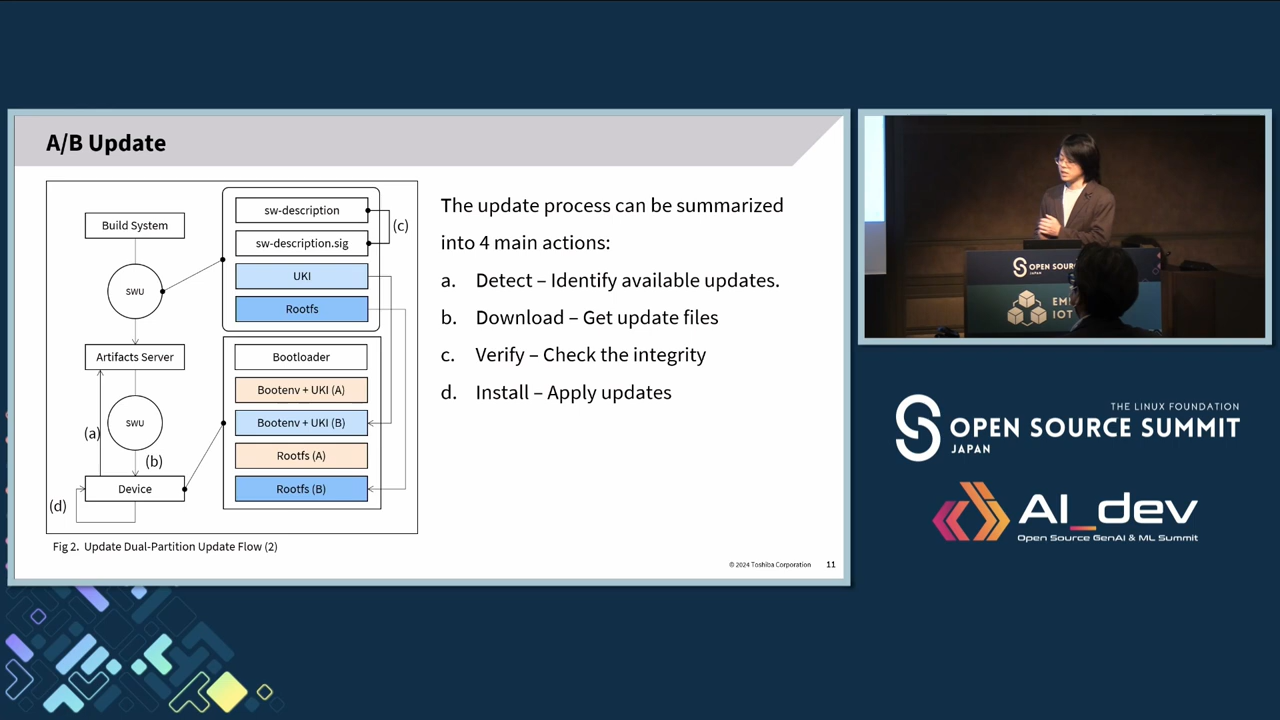 A/B Update
Build System
SWU
Artifacts Server
SWU
(a)
(b)
Device
(d)
sw-description
sw-description.sig
(c)
UKI
Rootfs
Bootloader
Bootenv + UKI (A)
Bootenv + UKI (B)
Rootfs (A)
Rootfs (B)
Fig 2. Update Dual-Partition Update Flow (2)
The update process can be summarized
into 4 main actions:
a. Detect – Identify available updates.
b. Download – Get update files
c. Verify – Check the integrity
d. Install – Apply updates
© 2024 Toshiba Corporation 11
OPEN SOURCE
JAPAN
IOT
THE LINUX FOUNDATION
OPEN SOURCE SUMMIT
JAPAN
AI_dev
Open Source GenAI & ML Summit